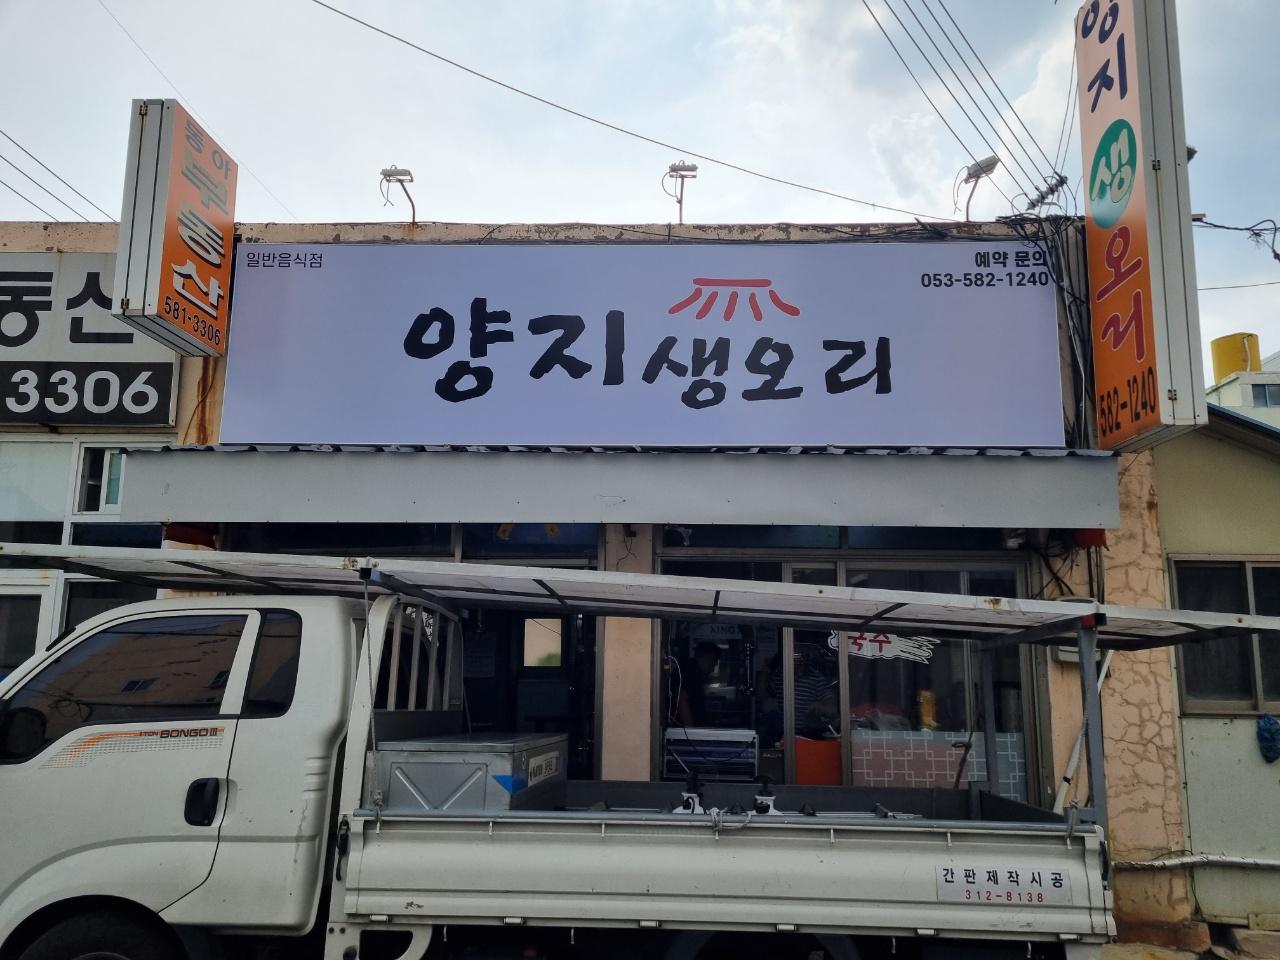 동산
3306
동아
부동산
581-3306
일반음식점
예약 문의
053-582-1240
양지생오리
양지생오리
582-1240
국수
1TON BONGO III
간판제작시공
312-8138